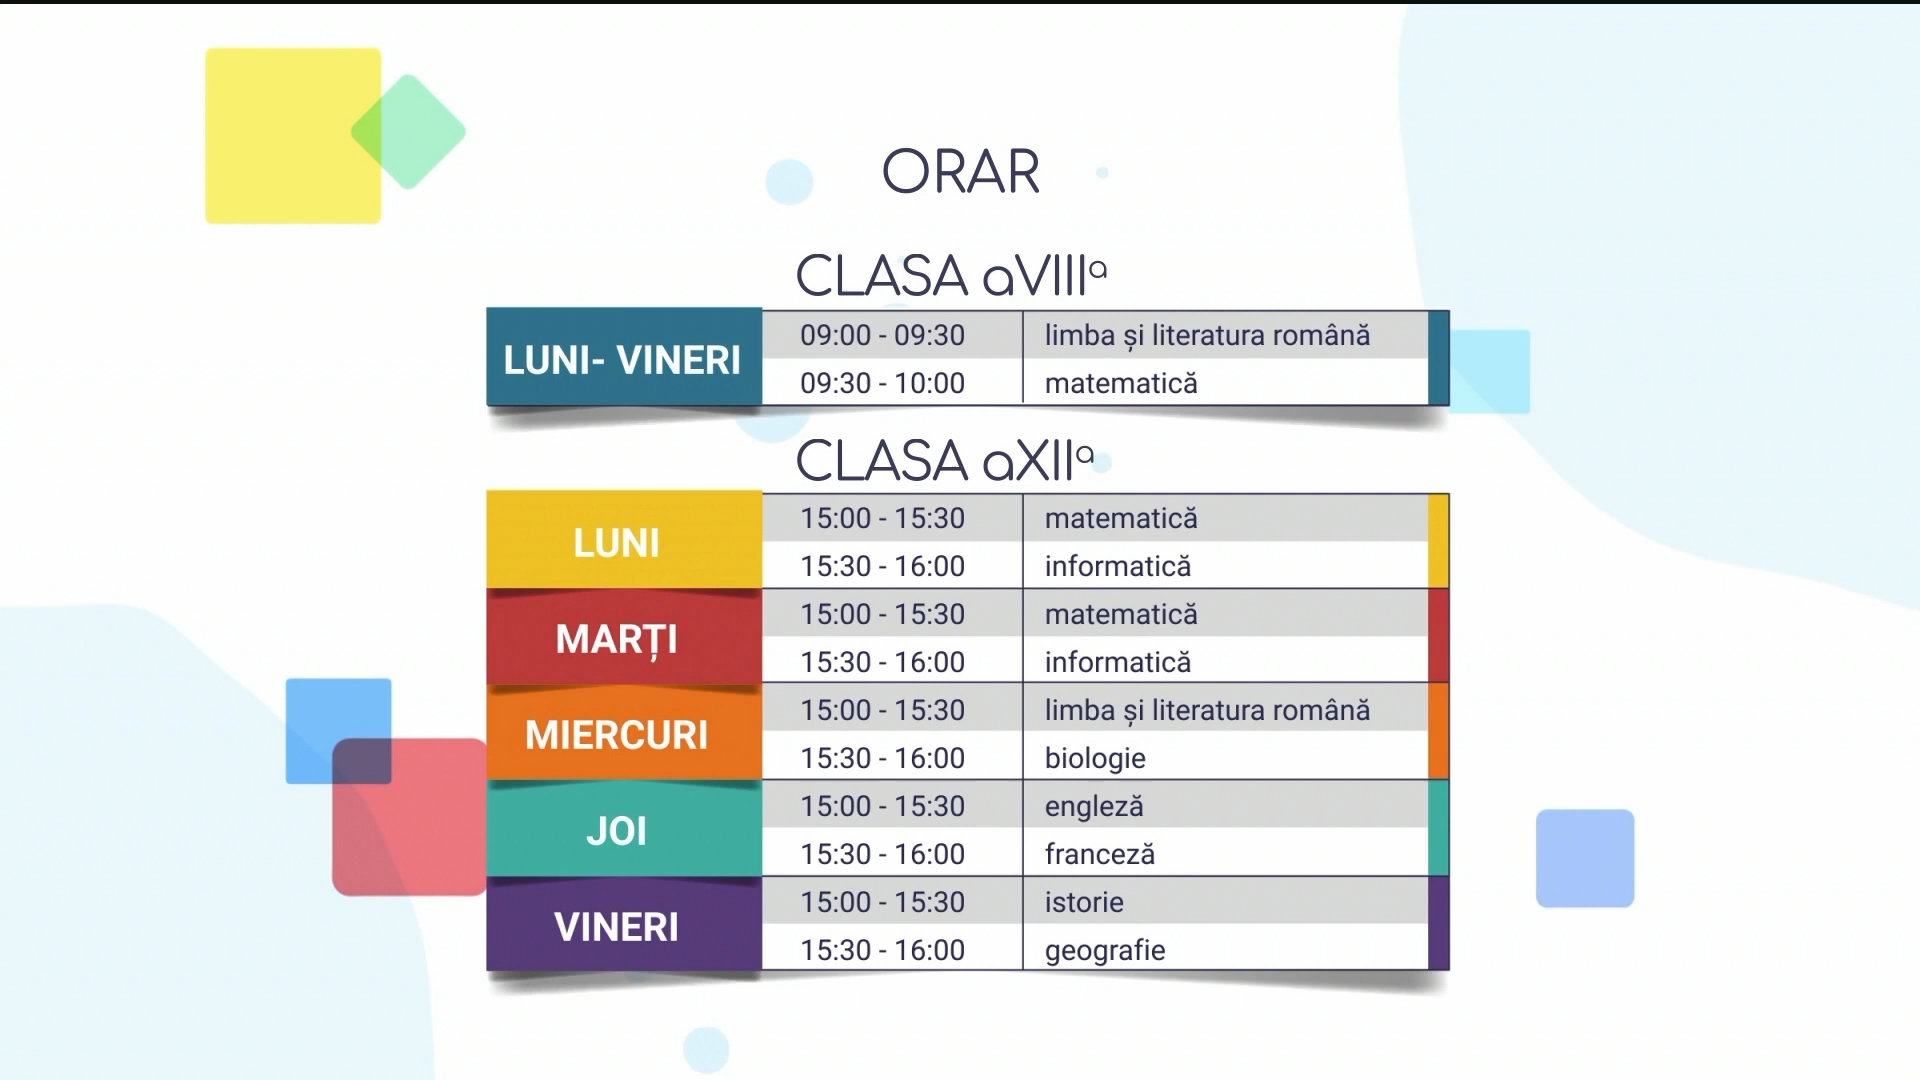 ORAR
CLASA aVIIIª
LUNI- VINERI
09:00 - 09:30 limba și literatura română
09:30 - 10:00 matematică
CLASA aXIIª
LUNI
15:00 - 15:30 matematică
15:30 - 16:00 informatică
MARȚI
15:00 - 15:30 matematică
15:30 - 16:00 informatică
MIERCURI
15:00 - 15:30 limba și literatura română
15:30 - 16:00 biologie
JOI
15:00 - 15:30 engleză
15:30 - 16:00 franceză
VINERI
15:00 - 15:30 istorie
15:30 - 16:00 geografie